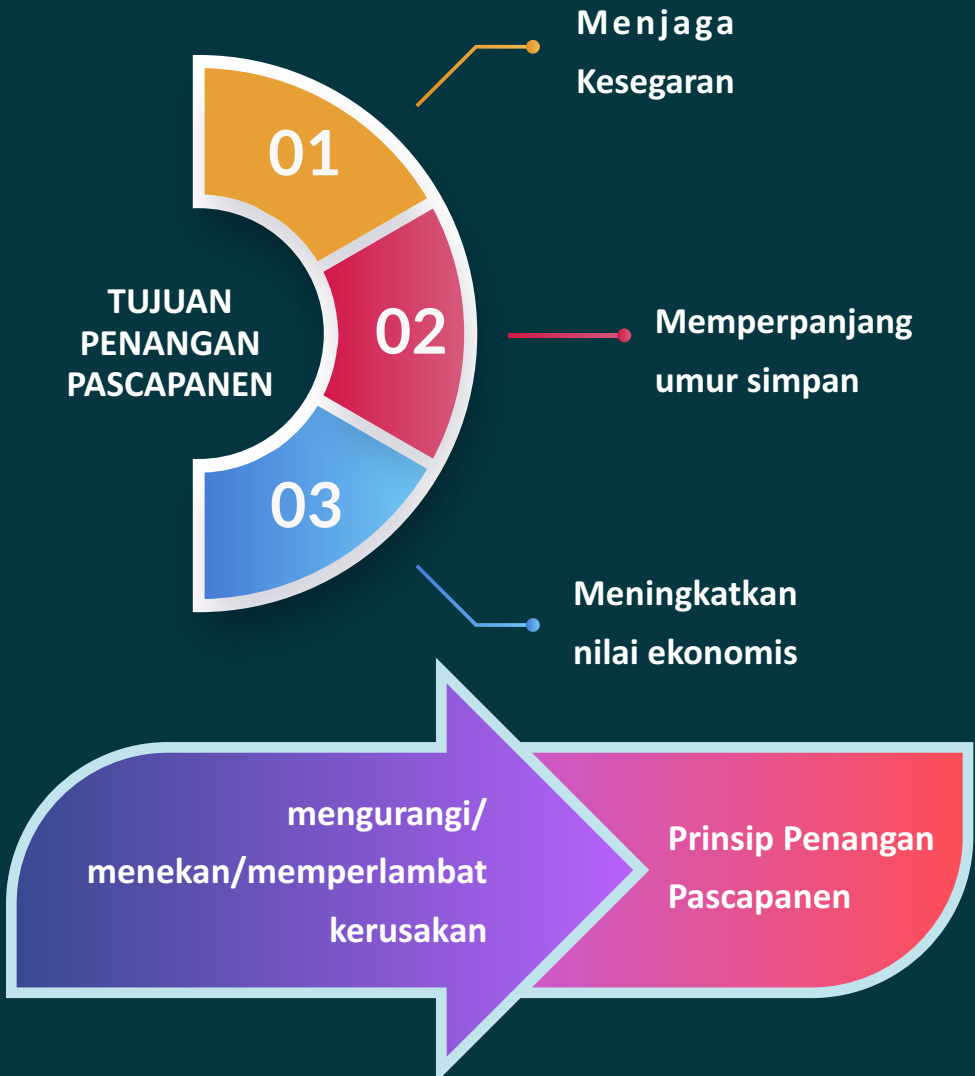 TUJUAN
PENANGAN
PASCAPANEN
01
Menjaga
Kesegaran
02
Memperpanjang
umur simpan
03
Meningkatkan
nilai ekonomis
mengurangi/
menekan/memperlambat
kerusakan
Prinsip Penangan
Pascapanen